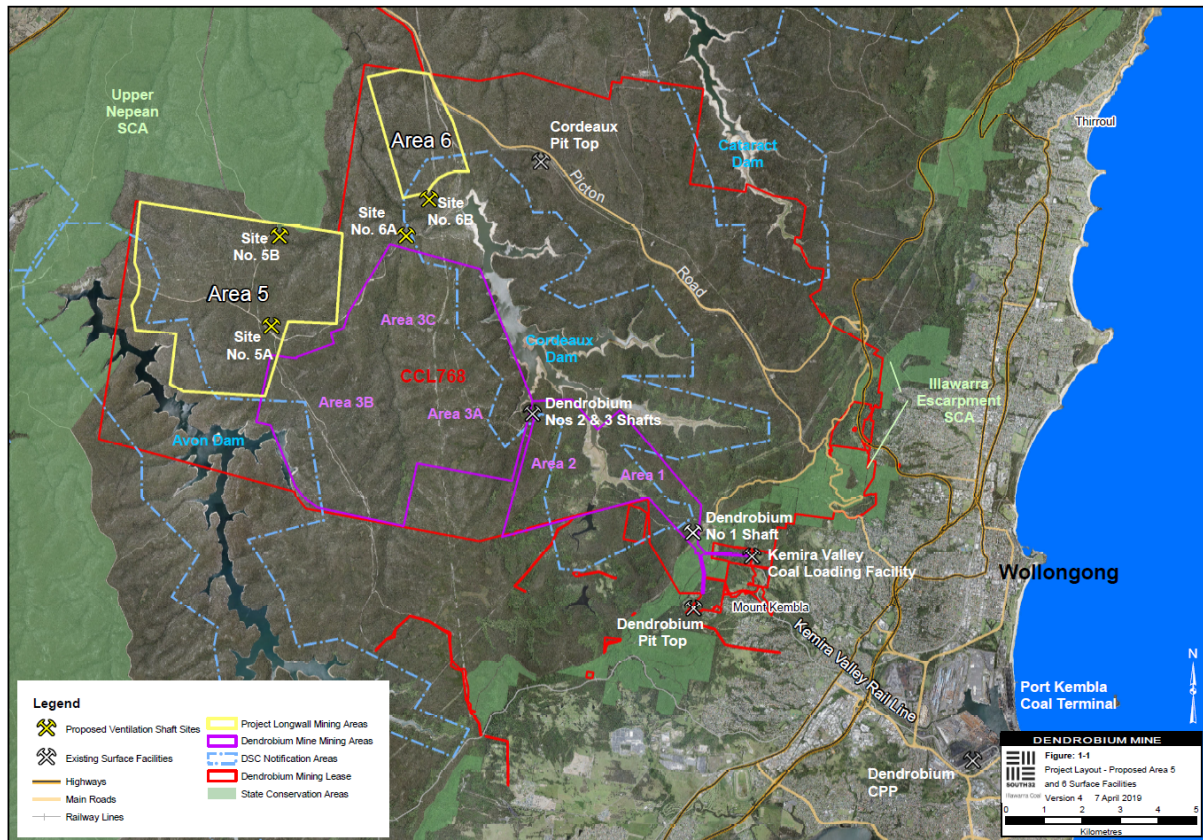 Upper
Nepean
SCA
Area 6
Cordeaux
Pit Top
Cataract
Dam
Thirroul
Picton
Road
Site
No. 6B
Site
No. 6A
Site
No. 5B
Area 5
Site
No. 5A
Area 3C
Cordeaux
Dam
CCL768
Area 3B
Area 3A
Dendrobium
Nos 2 & 3 Shafts
Illawarra
Escarpment
SCA
Avon Dam
Area 2
Area 1
Dendrobium
No 1 Shaft
Kemira Valley
Coal Loading Facility
Wollongong
Mount Kembla
Dendrobium
Pit Top
Kemira Valley Rail Line
Port Kembla
Coal Terminal
Dendrobium
CPP
N
Legend
Proposed Ventilation Shaft Sites
Existing Surface Facilities
Highways
Main Roads
Railway Lines
Project Longwall Mining Areas
Dendrobium Mine Mining Areas
DSC Notification Areas
Dendrobium Mining Lease
State Conservation Areas
DENDROBIUM MINE
SOUTH32
Illawarra Coal
Figure: 1-1
Project Layout - Proposed Area 5
and 6 Surface Facilities
Version 4 7 April 2019
0 1 2 3 4 5
Kilometres